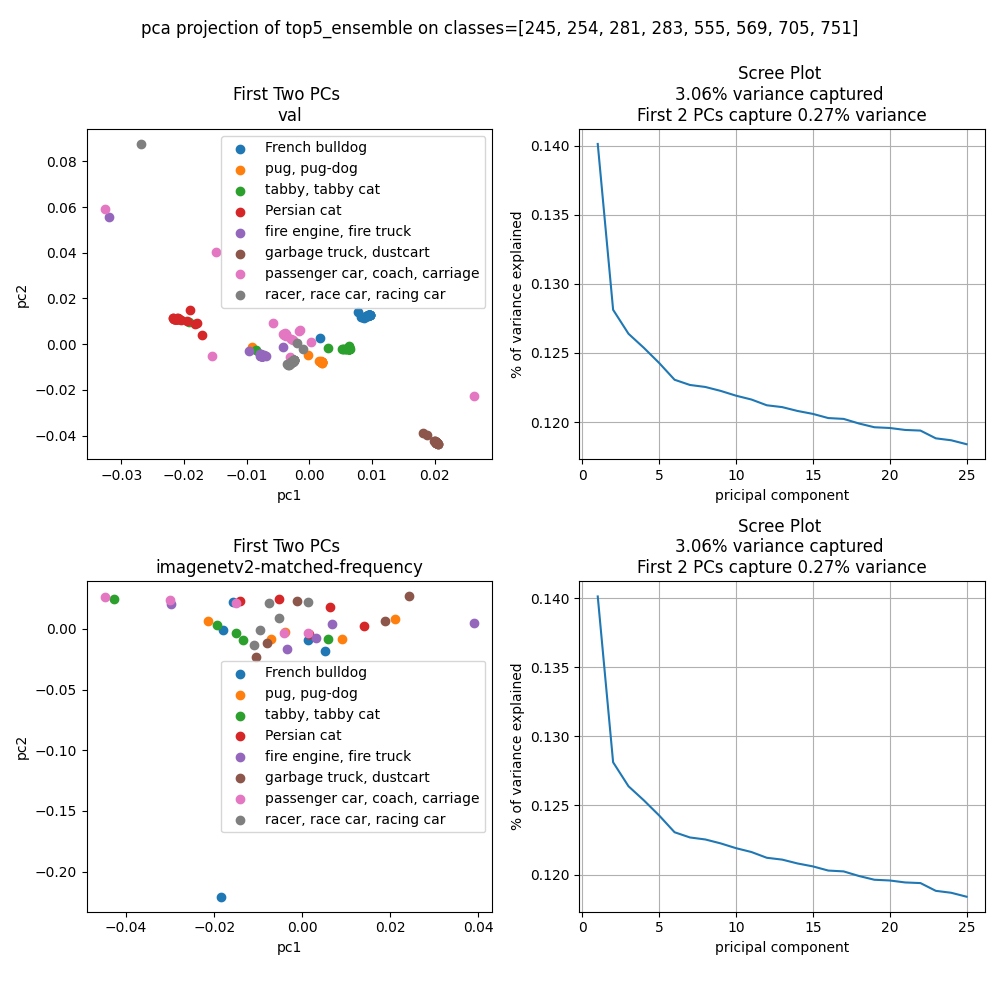 pca projection of top5_ensemble on classes=[245, 254, 281, 283, 555, 569, 705, 751]
First Two PCs
val
0.08
0.06
0.04
0.02
0.00
−0.02
−0.04
pc2
French bulldog
pug, pug-dog
tabby, tabby cat
Persian cat
fire engine, fire truck
garbage truck, dustcart
passenger car, coach, carriage
racer, race car, racing car
−0.03 −0.02 −0.01 0.00 0.01 0.02
pc1
Scree Plot
3.06% variance captured
First 2 PCs capture 0.27% variance
0.140
0.135
0.130
0.125
0.120
% of variance explained
0 5 10 15 20 25
pricipal component
First Two PCs
imagenetv2-matched-frequency
0.00
−0.05
−0.10
−0.15
−0.20
pc2
French bulldog
pug, pug-dog
tabby, tabby cat
Persian cat
fire engine, fire truck
garbage truck, dustcart
passenger car, coach, carriage
racer, race car, racing car
−0.04 −0.02 0.00 0.02 0.04
pc1
Scree Plot
3.06% variance captured
First 2 PCs capture 0.27% variance
0.140
0.135
0.130
0.125
0.120
% of variance explained
0 5 10 15 20 25
pricipal component